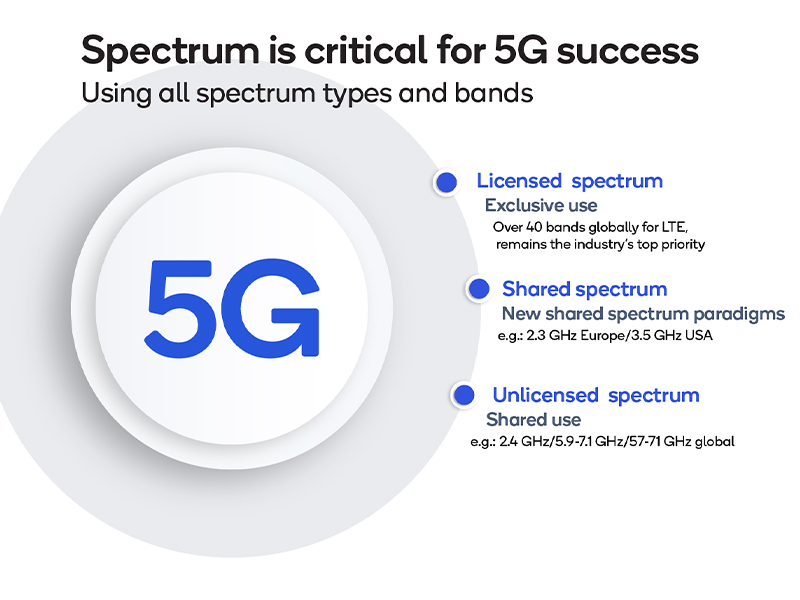 Spectrum is critical for 5G success
Using all spectrum types and bands
5G
Licensed spectrum
Exclusive use
Over 40 bands globally for LTE,
remains the industry's top priority
Shared spectrum
New shared spectrum paradigms
e.g.: 2.3 GHz Europe/3.5 GHz USA
Unlicensed spectrum
Shared use
e.g.: 2.4 GHz/5.9-7.1 GHz/57-71 GHz global